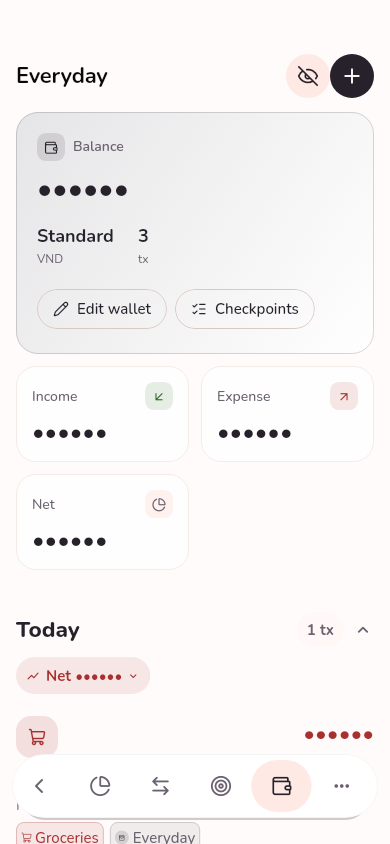 Everyday
Balance
••••••
Standard 3
VND tx
Edit wallet Checkpoints
Income Expense
•••••• ••••••
Net
••••••
Today 1 tx
Net ••••••
••••••
Groceries Everyday